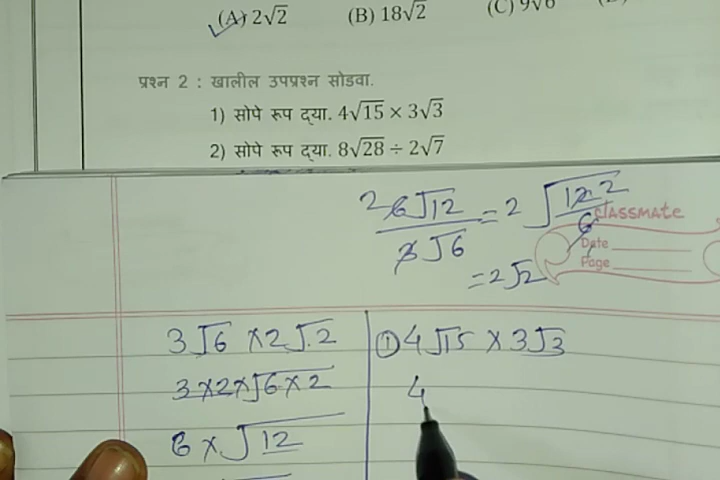 (A) 2√2 (B) 18√2 (C) 9√6
प्रश्न 2 : खालील उपप्रश्न सोडवा.
1) सोपे रूप द्‌या. 4√15 × 3√3
2) सोपे रूप द्‌या. 8√28 ÷ 2√7
2 6√12 / 3√6 = 2 √12 2 / 6
= 2√2
CLASSMATE
Date
Page
3√6 × 2√2
3×2×√6×2
6 × √12
① 4√15 × 3√3
4